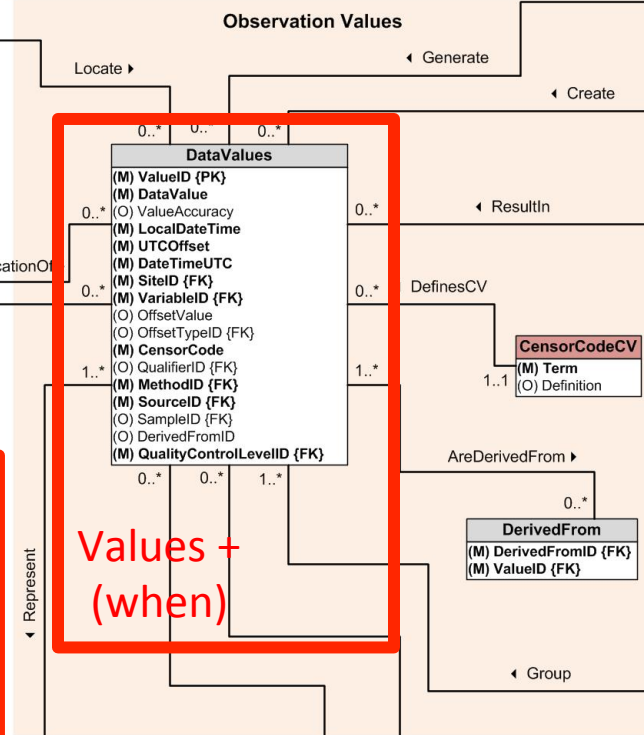 Observation Values
Locate ▸
◂ Generate
◂ Create
0..*
0..*
0..*
DataValues
(M) ValueID {PK}
(M) DataValue
(O) ValueAccuracy
(M) LocalDateTime
(M) UTCOffset
(M) DateTimeUTC
(M) SiteID {FK}
(M) VariableID {FK}
(O) OffsetValue
(O) OffsetTypeID {FK}
(M) CensorCode
(O) QualifierID {FK}
(M) MethodID {FK}
(M) SourceID {FK}
(O) SampleID {FK}
(O) DerivedFromID
(M) QualityControlLevelID {FK}
0..*
0..*
1..*
0..*
0..*
1..*
0..*
0..*
1..*
◂ ResultIn
cationOf
DefinesCV
CensorCodeCV
(M) Term
(O) Definition
1..1
AreDerivedFrom ▸
0..*
DerivedFrom
(M) DerivedFromID {FK}
(M) ValueID {FK}
Values +
(when)
◂ Represent
◂ Group